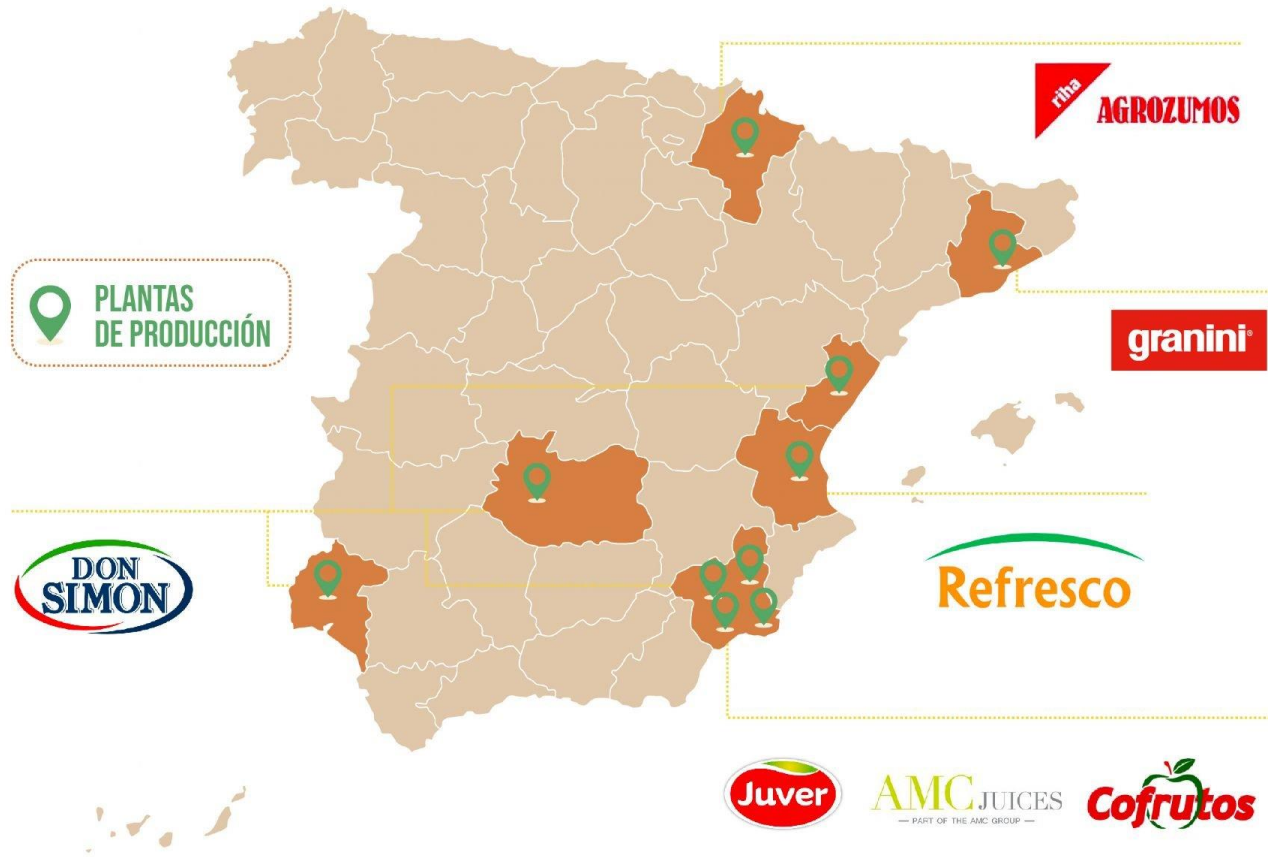 riha
AGROZUMOS
PLANTAS
DE PRODUCCIÓN
granini®
DON
SIMON
Refresco
Juver
AMC JUICES
— PART OF THE AMC GROUP —
Cofrutos